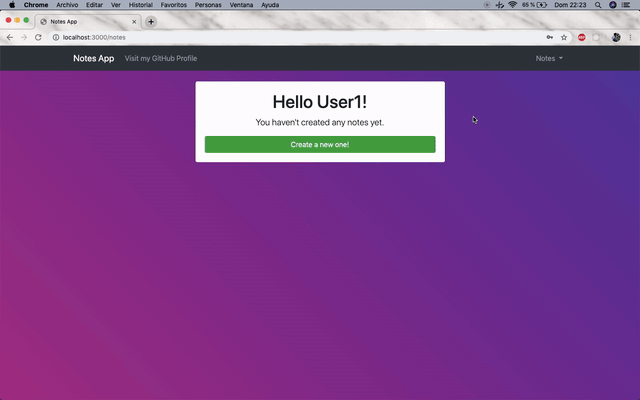 Chrome Archivo Editar Ver Historial Favoritos Personas Ventana Ayuda 65 % Dom 22:23
Notes App
localhost:3000/notes
Notes App Visit my GitHub Profile Notes
Hello User1!
You haven't created any notes yet.
Create a new one!